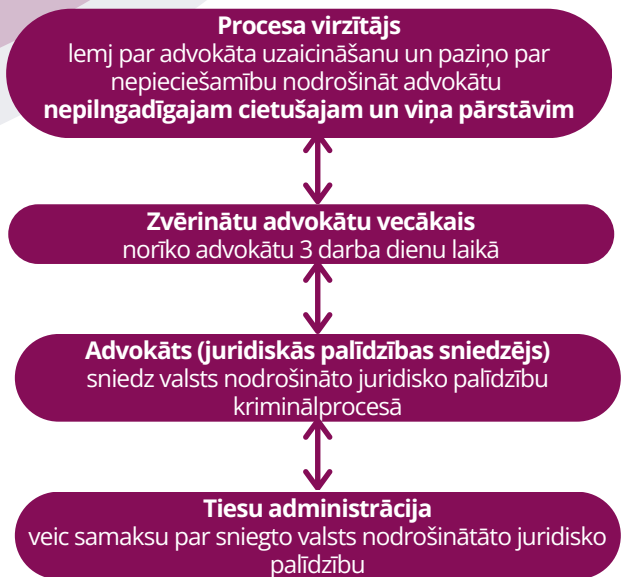 Procesa virzītājs
lemj par advokāta uzaicināšanu un paziņo par
nepieciešamību nodrošināt advokātu
nepilngadīgajam cietušajam un viņa pārstāvim
Zvērinātu advokātu vecākais
norīko advokātu 3 darba dienu laikā
Advokāts (juridiskās palīdzības sniedzējs)
sniedz valsts nodrošināto juridisko palīdzību
kriminālprocesā
Tiesu administrācija
veic samaksu par sniegto valsts nodrošinātāto juridisko
palīdzību